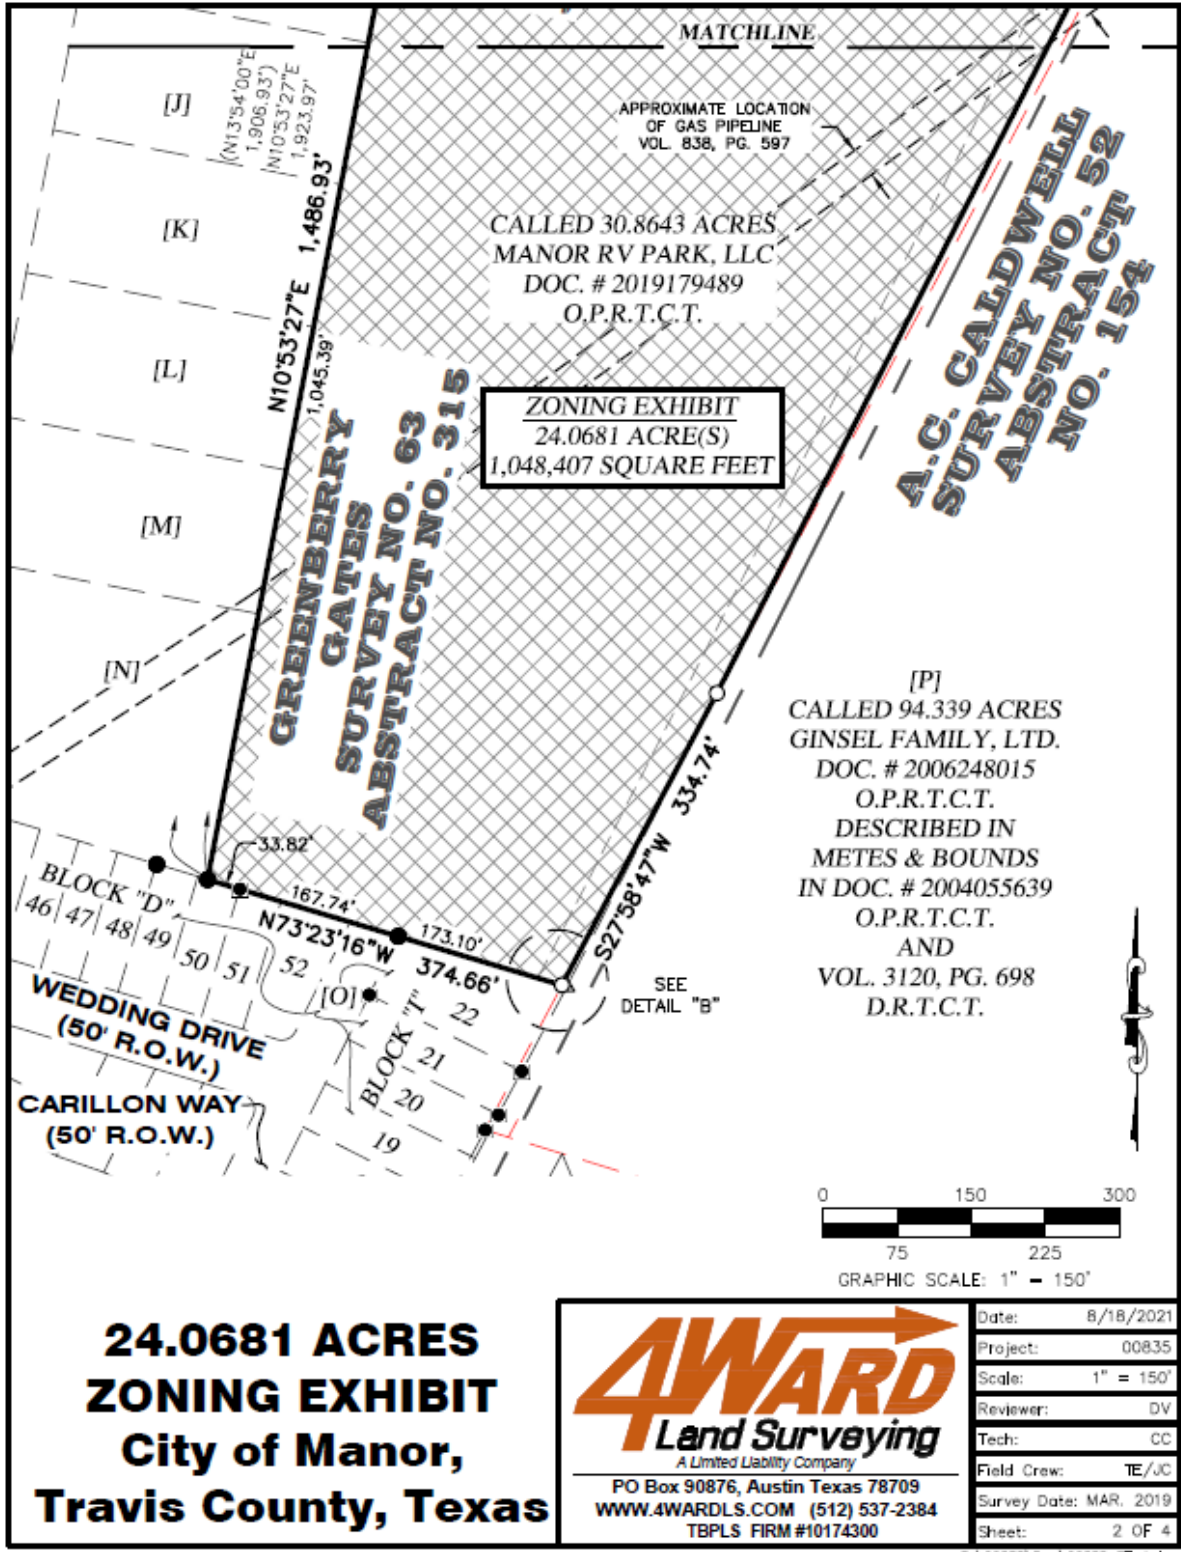 MATCHLINE
[J]
(N13°54'00"E
1,906.93')
N10°53'27"E
1,923.97'
APPROXIMATE LOCATION
OF GAS PIPELINE
VOL. 838, PG. 597
A.C. CALDWELL
SURVEY NO. 52
ABSTRACT
NO. 154
[K]
N10°53'27"E 1,486.93'
1,045.39'
CALLED 30.8643 ACRES
MANOR RV PARK, LLC
DOC. # 2019179489
O.P.R.T.C.T.
[L]
ZONING EXHIBIT
24.0681 ACRE(S)
1,048,407 SQUARE FEET
GREENBERRY
GATES
SURVEY NO. 63
ABSTRACT NO. 315
[M]
[N]
[P]
CALLED 94.339 ACRES
GINSEL FAMILY, LTD.
DOC. # 2006248015
O.P.R.T.C.T.
DESCRIBED IN
METES & BOUNDS
IN DOC. # 2004055639
O.P.R.T.C.T.
AND
VOL. 3120, PG. 698
D.R.T.C.T.
S27°58'47"W 334.74'
33.82'
167.74'
173.10'
N73°23'16"W 374.66'
BLOCK "D"
46 47 48 49 50 51 52
[O]
SEE
DETAIL "B"
BLOCK "I"
22
21
20
19
WEDDING DRIVE
(50' R.O.W.)
CARILLON WAY
(50' R.O.W.)
0 150 300
75 225
GRAPHIC SCALE: 1" = 150'
24.0681 ACRES
ZONING EXHIBIT
City of Manor,
Travis County, Texas
4WARD
Land Surveying
A Limited Liability Company
PO Box 90876, Austin Texas 78709
WWW.4WARDLS.COM (512) 537-2384
TBPLS FIRM #10174300
Date: 8/18/2021
Project: 00835
Scale: 1" = 150'
Reviewer: DV
Tech: CC
Field Crew: TE/JC
Survey Date: MAR. 2019
Sheet: 2 OF 4